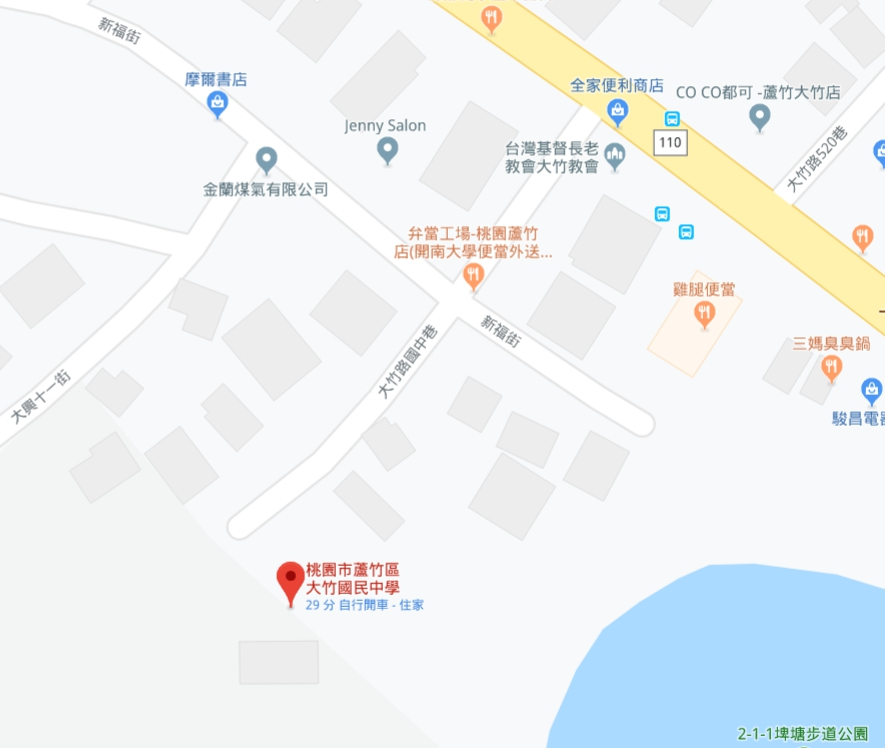 新福街
摩爾書店
全家便利商店
CO CO都可 -蘆竹大竹店
Jenny Salon
110
台灣基督長老
教會大竹教會
大竹路520巷
金蘭煤氣有限公司
弁當工場-桃園蘆竹
店(開南大學便當外送...
雞腿便當
新福街
三媽臭臭鍋
大竹路國中巷
大興十一街
駿昌電器
桃園市蘆竹區
大竹國民中學
29 分 自行開車 - 住家
2-1-1埤塘步道公園